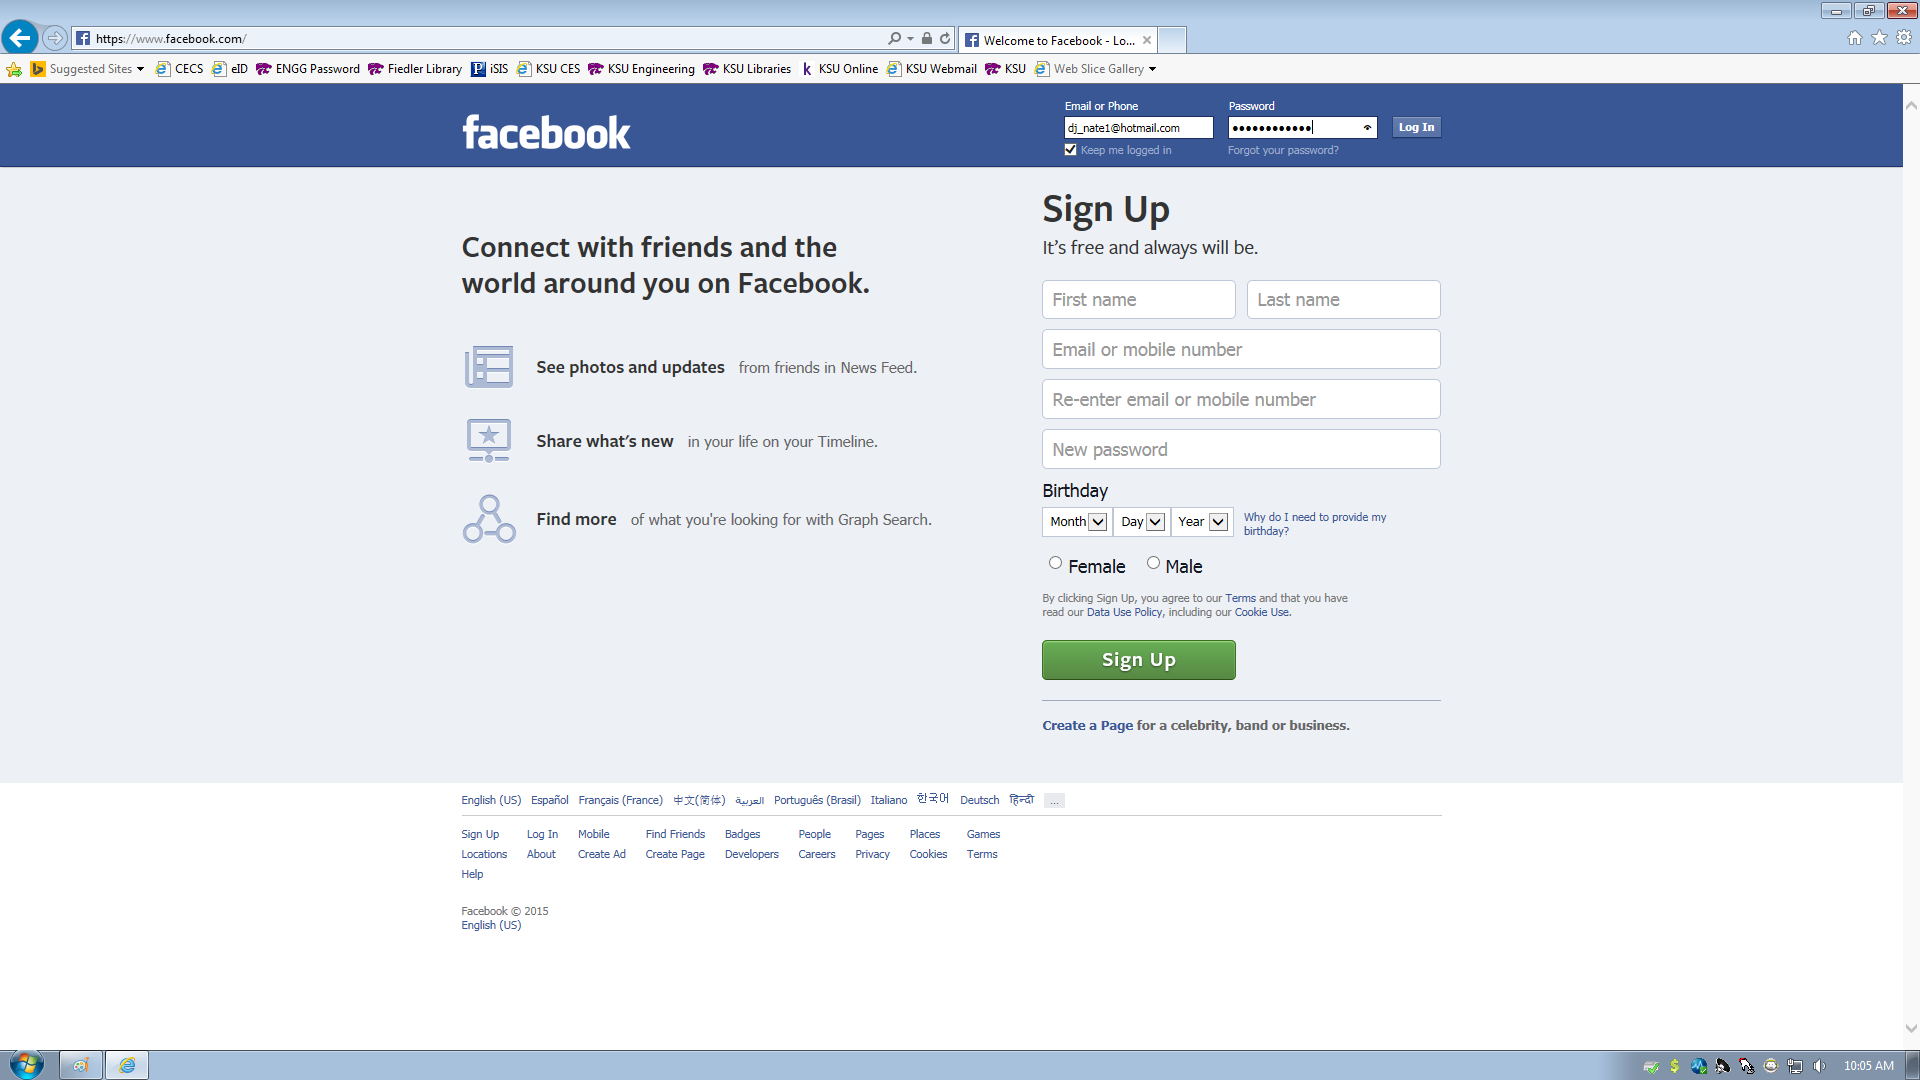 https://www.facebook.com/
Welcome to Facebook - Lo...
Suggested Sites CECS eID ENGG Password Fiedler Library iSIS KSU CES KSU Engineering KSU Libraries KSU Online KSU Webmail KSU Web Slice Gallery
facebook
Email or Phone Password
dj_nate1@hotmail.com •••••••••••• Log In
Keep me logged in Forgot your password?
Connect with friends and the
world around you on Facebook.
See photos and updates from friends in News Feed.
Share what's new in your life on your Timeline.
Find more of what you're looking for with Graph Search.
Sign Up
It's free and always will be.
First name Last name
Email or mobile number
Re-enter email or mobile number
New password
Birthday
Month Day Year Why do I need to provide my
birthday?
Female Male
By clicking Sign Up, you agree to our Terms and that you have
read our Data Use Policy, including our Cookie Use.
Sign Up
Create a Page for a celebrity, band or business.
English (US) Español Français (France) 中文(简体) العربية Português (Brasil) Italiano 한국어 Deutsch हिन्दी ...
Sign Up Log In Mobile Find Friends Badges People Pages Places Games
Locations About Create Ad Create Page Developers Careers Privacy Cookies Terms
Help
Facebook © 2015
English (US)
10:05 AM